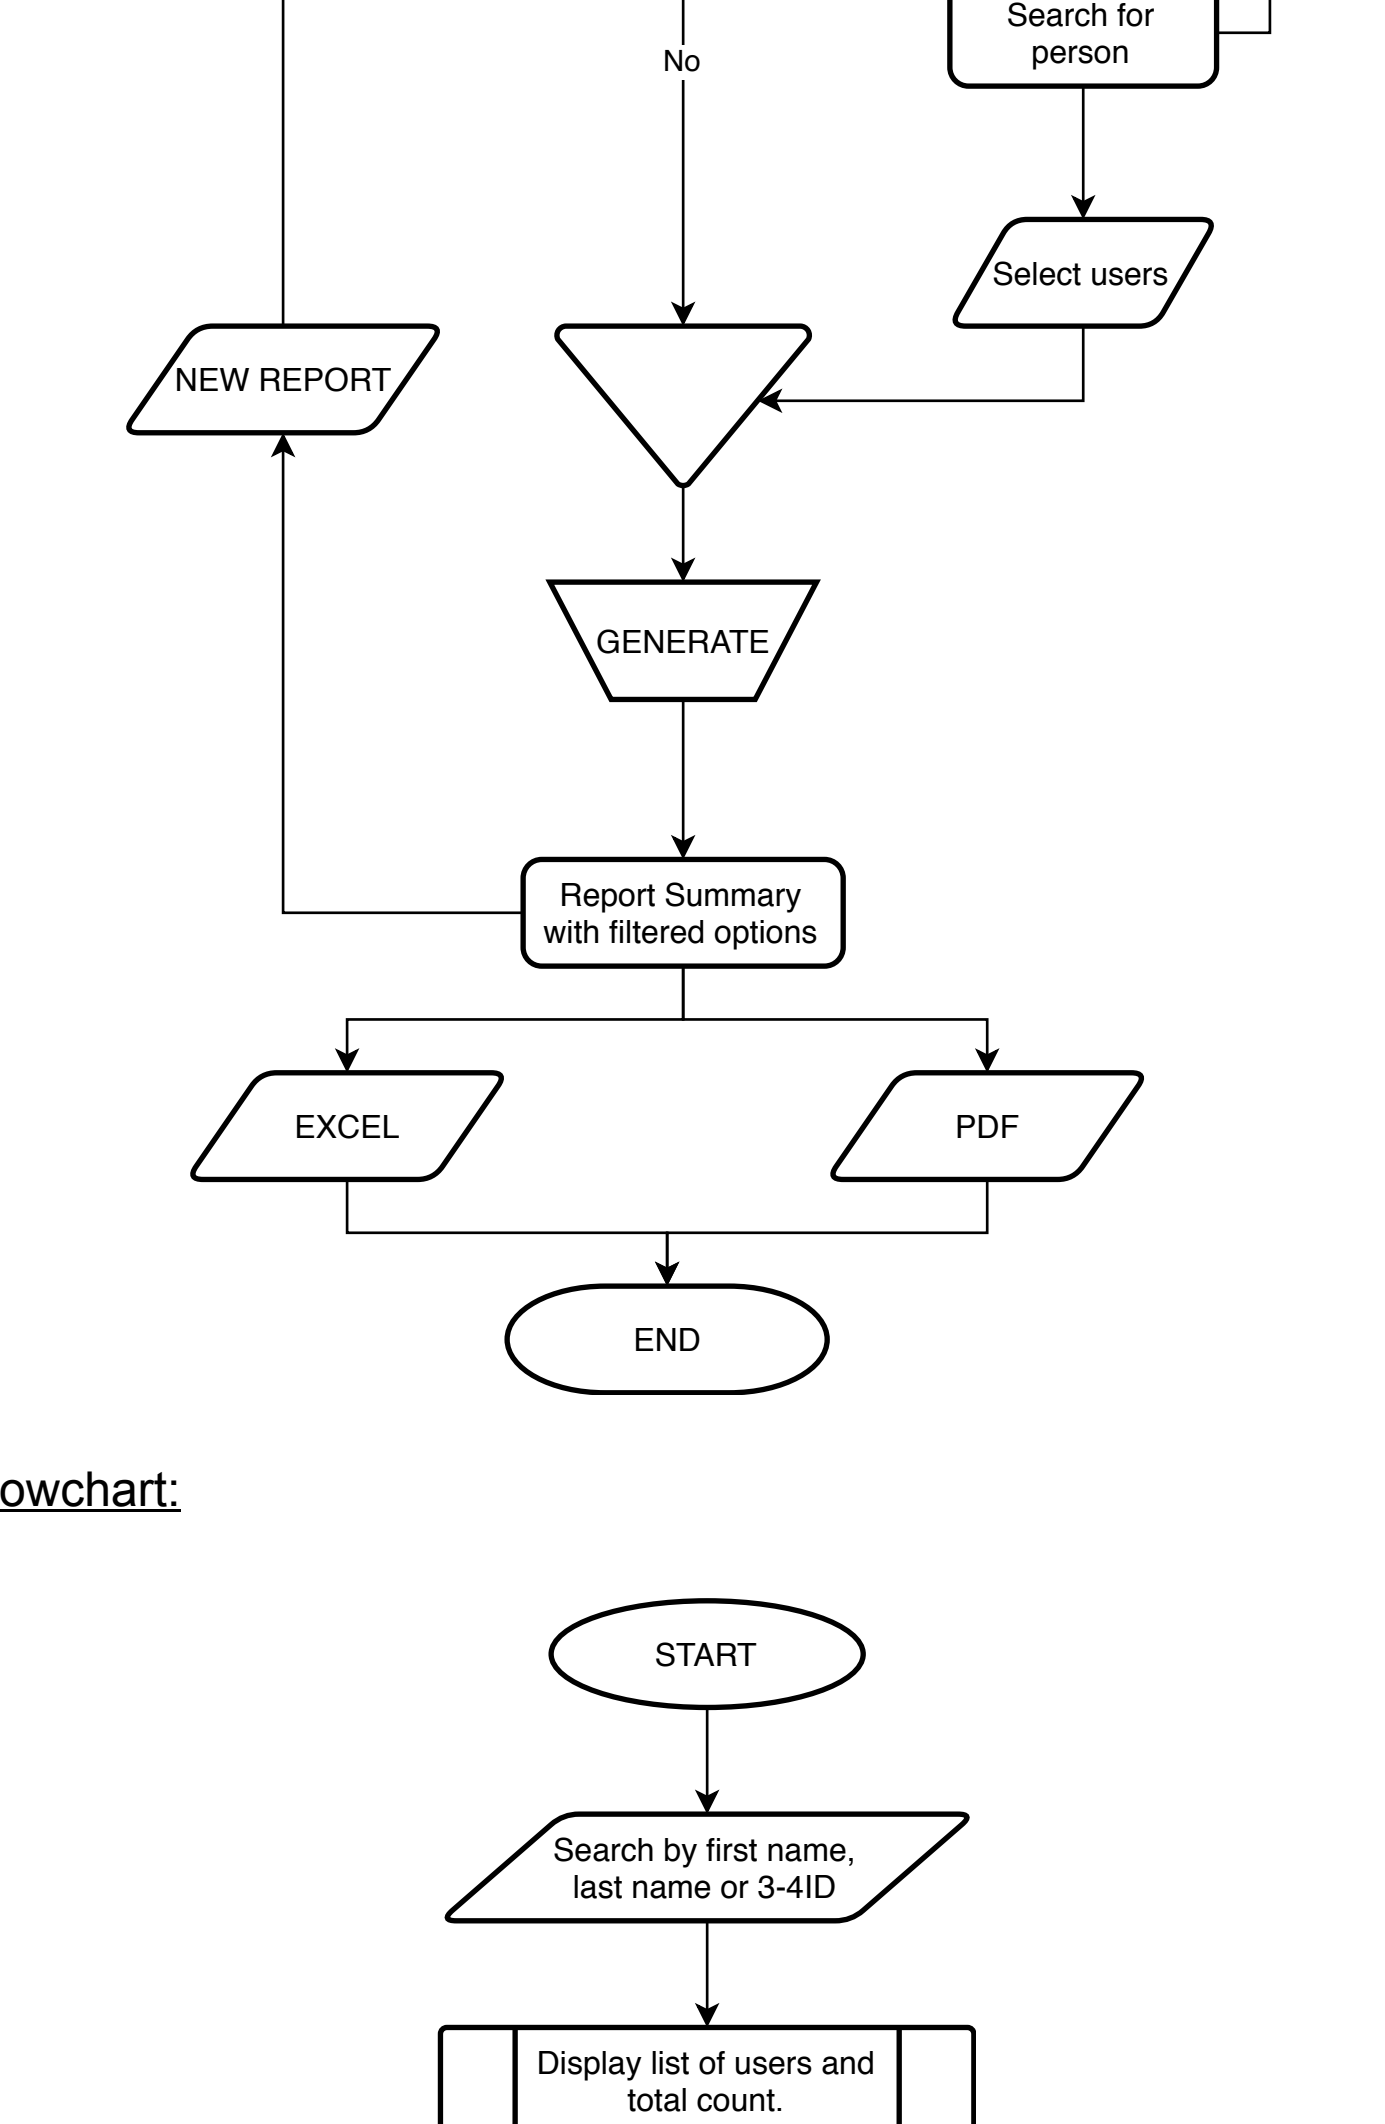 Search for
person
No
Select users
NEW REPORT
GENERATE
Report Summary
with filtered options
EXCEL
PDF
END
owchart:
START
Search by first name,
last name or 3-4ID
Display list of users and
total count.